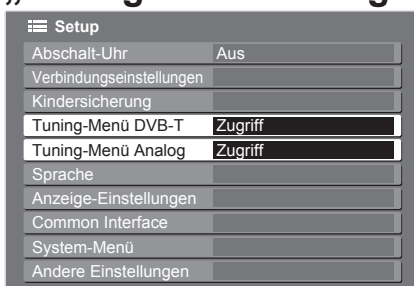 Setup
Abschalt-Uhr Aus
Verbindungseinstellungen
Kindersicherung
Tuning-Menü DVB-T Zugriff
Tuning-Menü Analog Zugriff
Sprache
Anzeige-Einstellungen
Common Interface
System-Menü
Andere Einstellungen